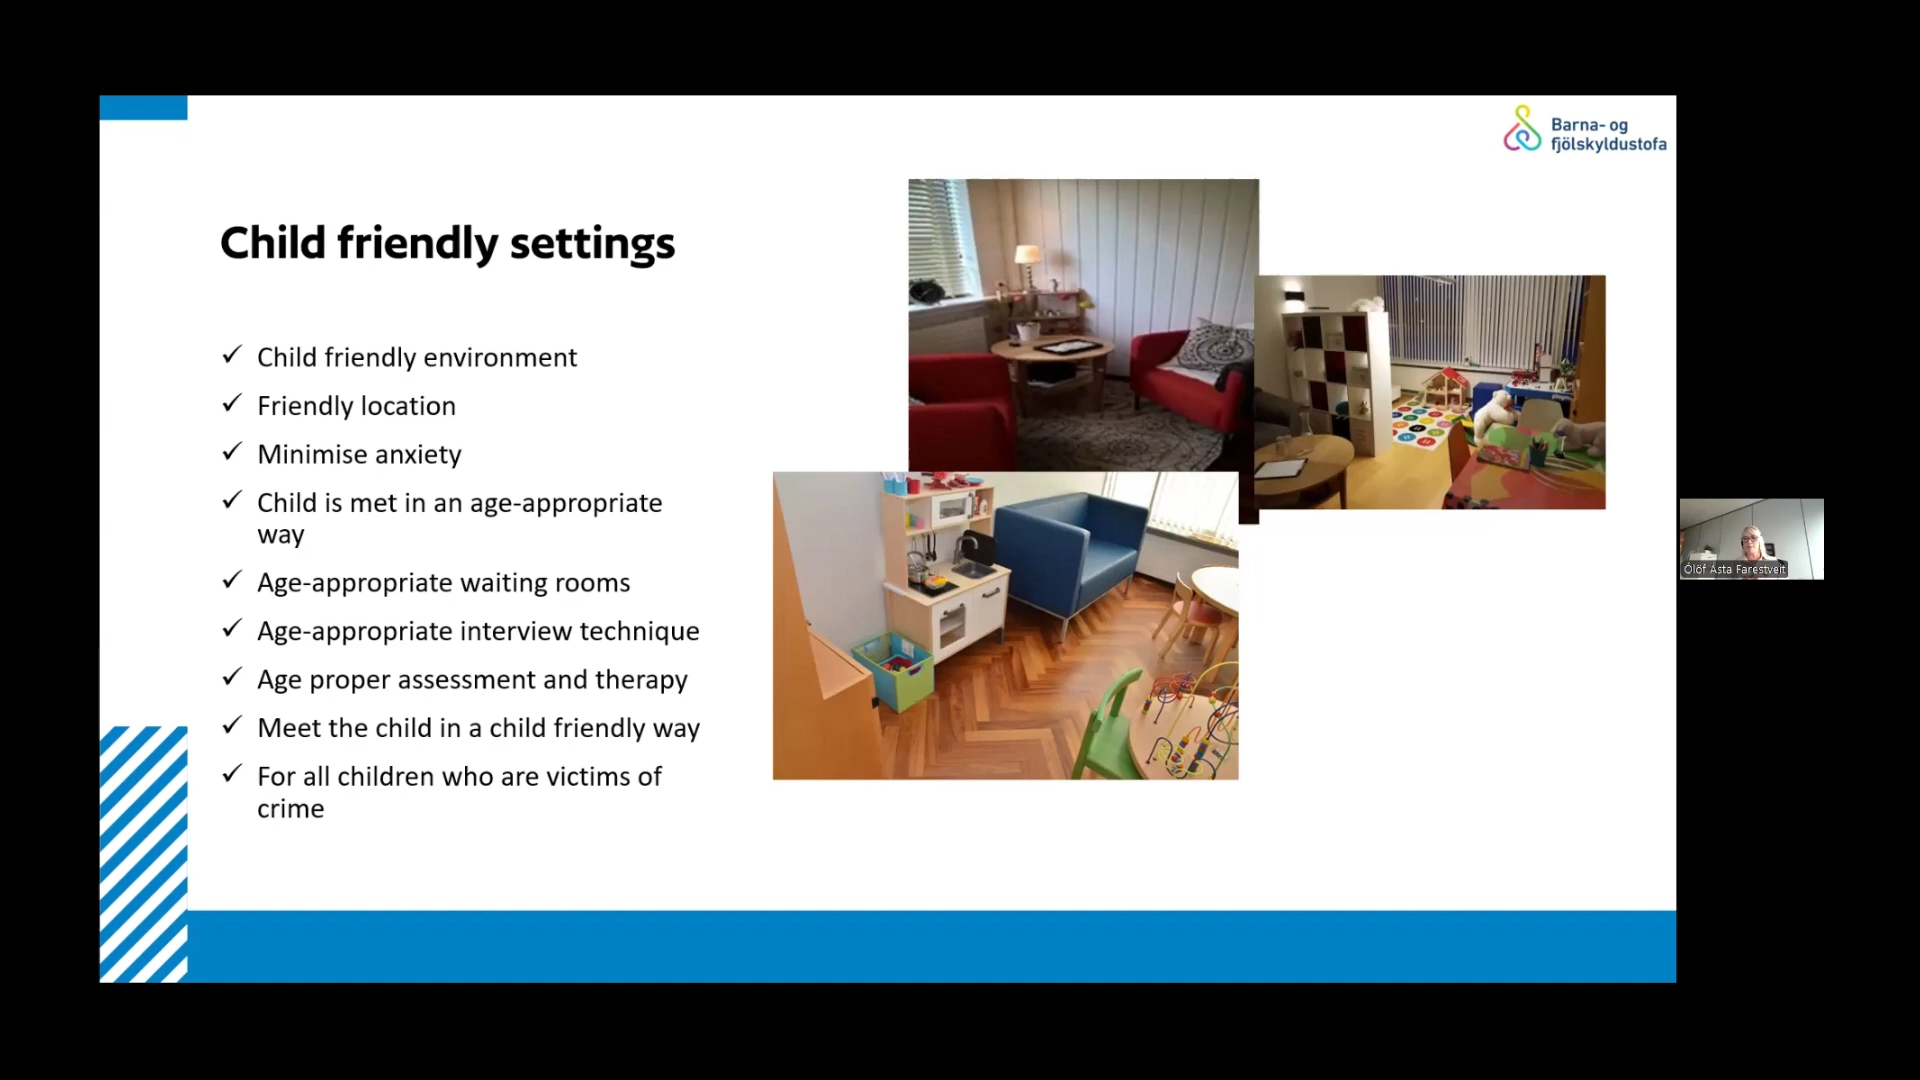 Barna- og
fjölskyldustofa
Child friendly settings
✓ Child friendly environment
✓ Friendly location
✓ Minimise anxiety
✓ Child is met in an age-appropriate
way
✓ Age-appropriate waiting rooms
✓ Age-appropriate interview technique
✓ Age proper assessment and therapy
✓ Meet the child in a child friendly way
✓ For all children who are victims of
crime
Ólöf Ásta Farestveit